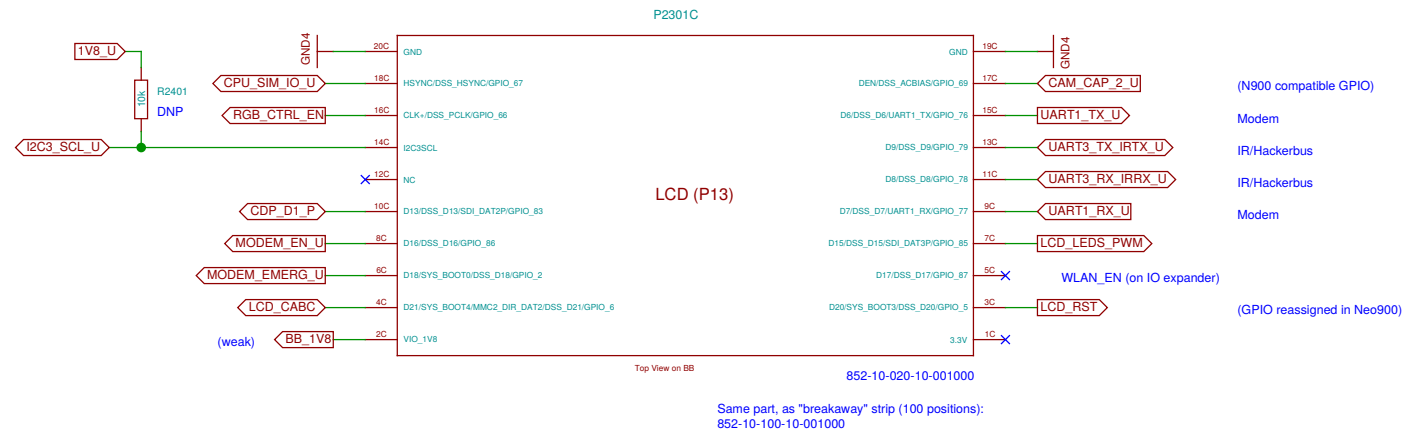 P2301C
1V8_U
R2401
10k
DNP
I2C3_SCL_U
GND4
20C GND
CPU_SIM_IO_U 18C HSYNC/DSS_HSYNC/GPIO_67
RGB_CTRL_EN 16C CLK+/DSS_PCLK/GPIO_66
14C I2C3SCL
12C NC
CDP_D1_P 10C D13/DSS_D13/SDI_DAT2P/GPIO_83
MODEM_EN_U 8C D16/DSS_D16/GPIO_86
MODEM_EMERG_U 6C D18/SYS_BOOT0/DSS_D18/GPIO_2
LCD_CABC 4C D21/SYS_BOOT4/MMC2_DIR_DAT2/DSS_D21/GPIO_6
(weak) BB_1V8 2C VIO_1V8
LCD (P13)
GND 19C GND4
DEN/DSS_ACBIAS/GPIO_69 17C CAM_CAP_2_U (N900 compatible GPIO)
D6/DSS_D6/UART1_TX/GPIO_76 15C UART1_TX_U Modem
D9/DSS_D9/GPIO_79 13C UART3_TX_IRTX_U IR/Hackerbus
D8/DSS_D8/GPIO_78 11C UART3_RX_IRRX_U IR/Hackerbus
D7/DSS_D7/UART1_RX/GPIO_77 9C UART1_RX_U Modem
D15/DSS_D15/SDI_DAT3P/GPIO_85 7C LCD_LEDS_PWM
D17/DSS_D17/GPIO_87 5C WLAN_EN (on IO expander)
D20/SYS_BOOT3/DSS_D20/GPIO_5 3C LCD_RST (GPIO reassigned in Neo900)
3.3V 1C
Top View on BB
852-10-020-10-001000
Same part, as "breakaway" strip (100 positions):
852-10-100-10-001000